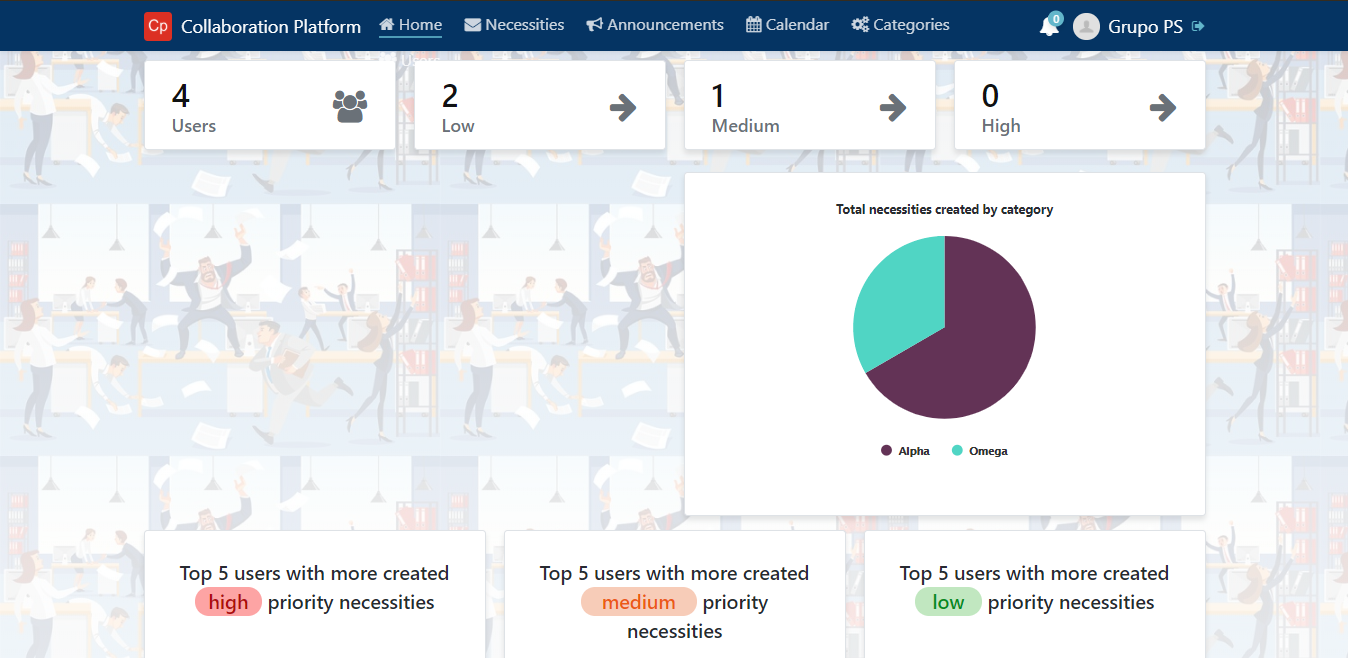 Cp Collaboration Platform Home Necessities Announcements Calendar Categories 0 Grupo PS
Users
4
Users
2
Low
1
Medium
0
High
Total necessities created by category
Alpha Omega
Top 5 users with more created
high priority necessities
Top 5 users with more created
medium priority
necessities
Top 5 users with more created
low priority necessities